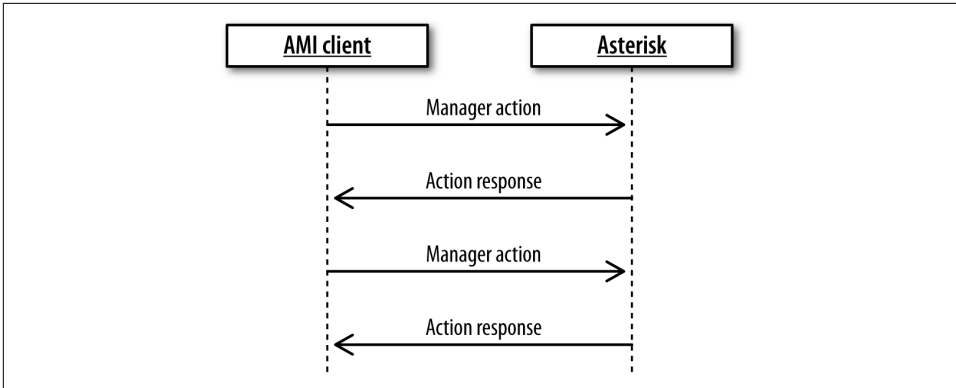 AMI client
Asterisk
Manager action
Action response
Manager action
Action response